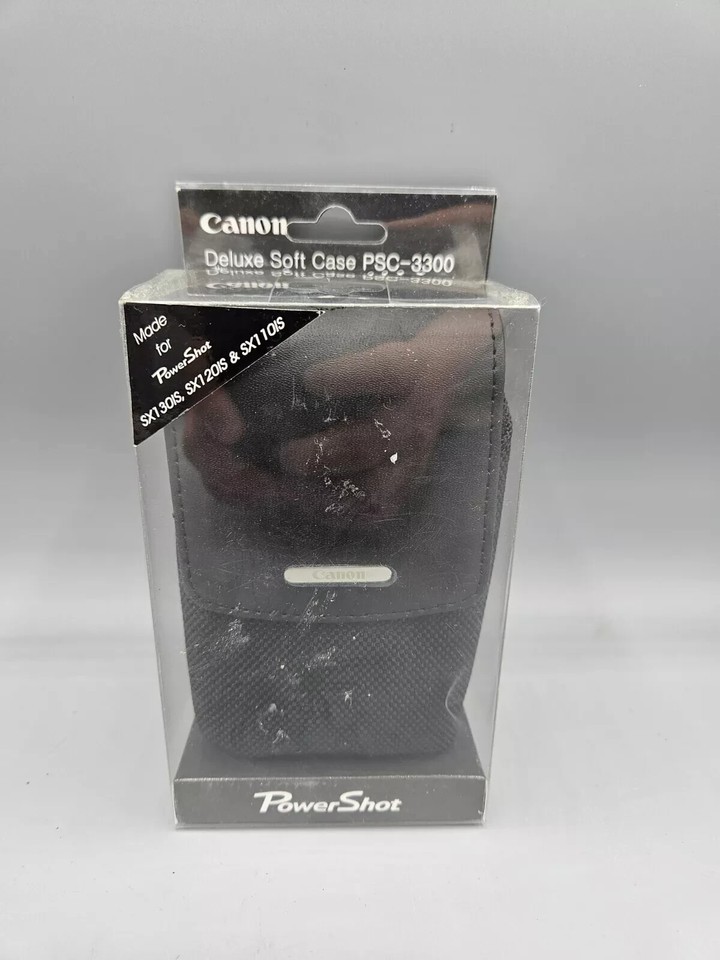 Canon
Deluxe Soft Case PSC-3300
Made
for
PowerShot
SX130IS, SX120IS & SX110IS
Canon
PowerShot